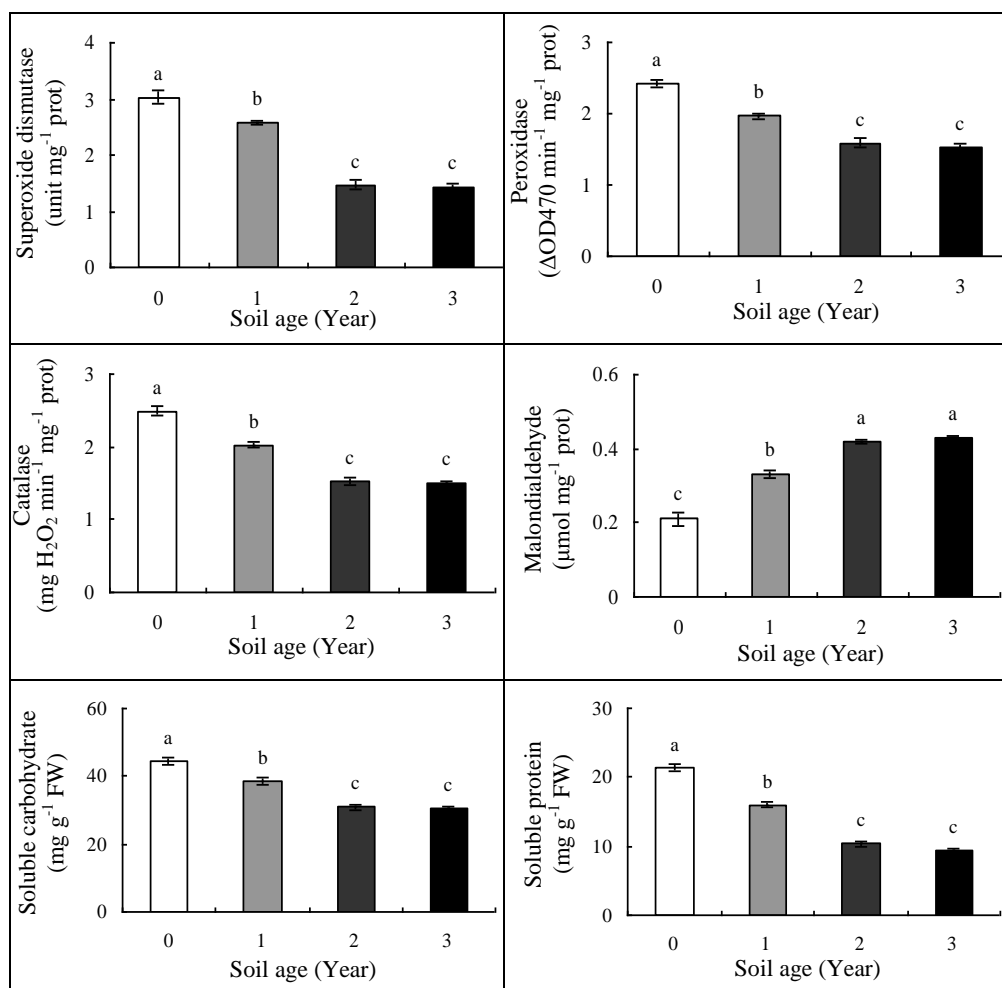 Superoxide dismutase
(unit mg⁻¹ prot)
4
3
2
1
0
a
b
c
c
0
1
2
3
Soil age (Year)
Peroxidase
(ΔOD470 min⁻¹ mg⁻¹ prot)
3
2
1
0
a
b
c
c
0
1
2
3
Soil age (Year)
Catalase
(mg H₂O₂ min⁻¹ mg⁻¹ prot)
3
2
1
0
a
b
c
c
0
1
2
3
Soil age (Year)
Malondialdehyde
(μmol mg⁻¹ prot)
0.6
0.4
0.2
0
c
b
a
a
0
1
2
3
Soil age (Year)
Soluble carbohydrate
(mg g⁻¹ FW)
60
40
20
0
a
b
c
c
0
1
2
3
Soil age (Year)
Soluble protein
(mg g⁻¹ FW)
30
20
10
0
a
b
c
c
0
1
2
3
Soil age (Year)